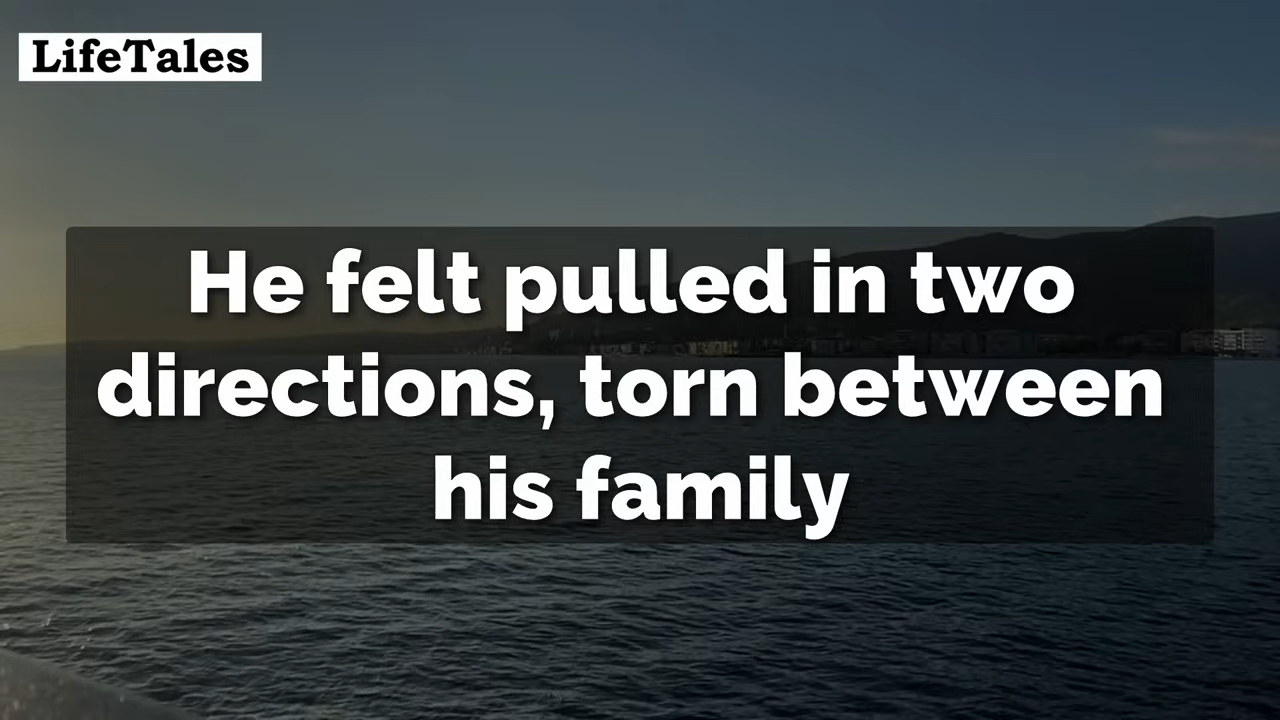 LifeTales
He felt pulled in two
directions, torn between
his family